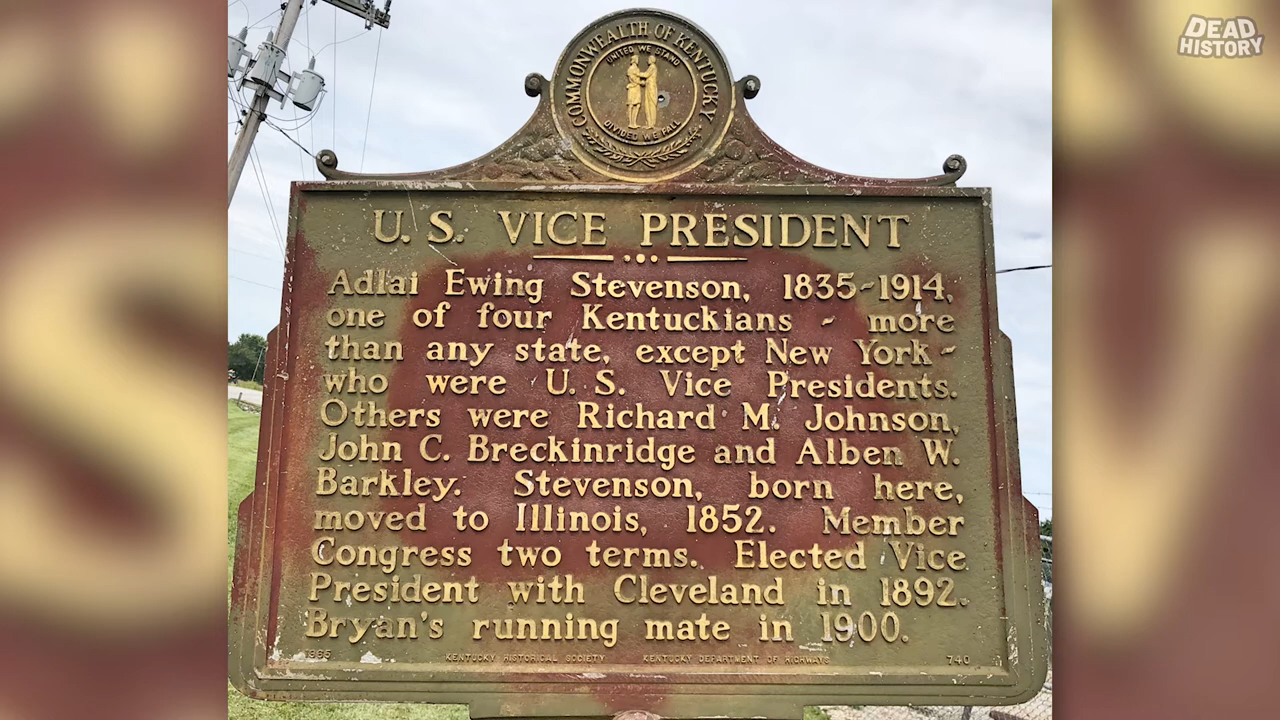 DEAD
HISTORY
COMMONWEALTH OF KENTUCKY
UNITED WE STAND
DIVIDED WE FALL
U. S. VICE PRESIDENT
Adlai Ewing Stevenson, 1835-1914,
one of four Kentuckians - more
than any state, except New York -
who were U. S. Vice Presidents.
Others were Richard M. Johnson,
John C. Breckinridge and Alben W.
Barkley. Stevenson, born here,
moved to Illinois, 1852. Member
Congress two terms. Elected Vice
President with Cleveland in 1892.
Bryan's running mate in 1900.
1965 KENTUCKY HISTORICAL SOCIETY KENTUCKY DEPARTMENT OF HIGHWAYS 740